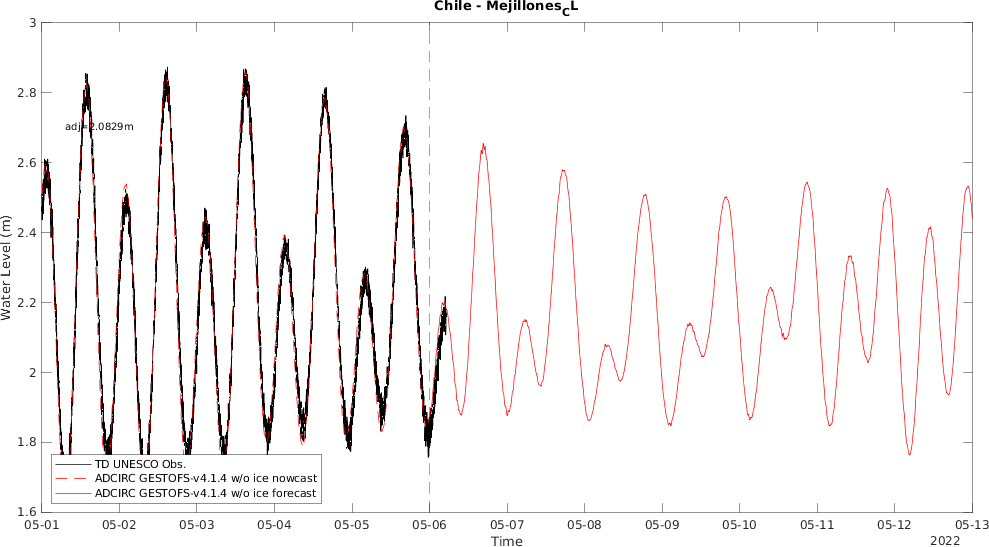 Chile - Mejillones_CL
3
2.8
adj=2.0829m
2.6
2.4
Water Level (m)
2.2
2
1.8
TD UNESCO Obs.
ADCIRC GESTOFS-v4.1.4 w/o ice nowcast
ADCIRC GESTOFS-v4.1.4 w/o ice forecast
1.6
05-01 05-02 05-03 05-04 05-05 05-06 05-07 05-08 05-09 05-10 05-11 05-12 05-13
Time
2022